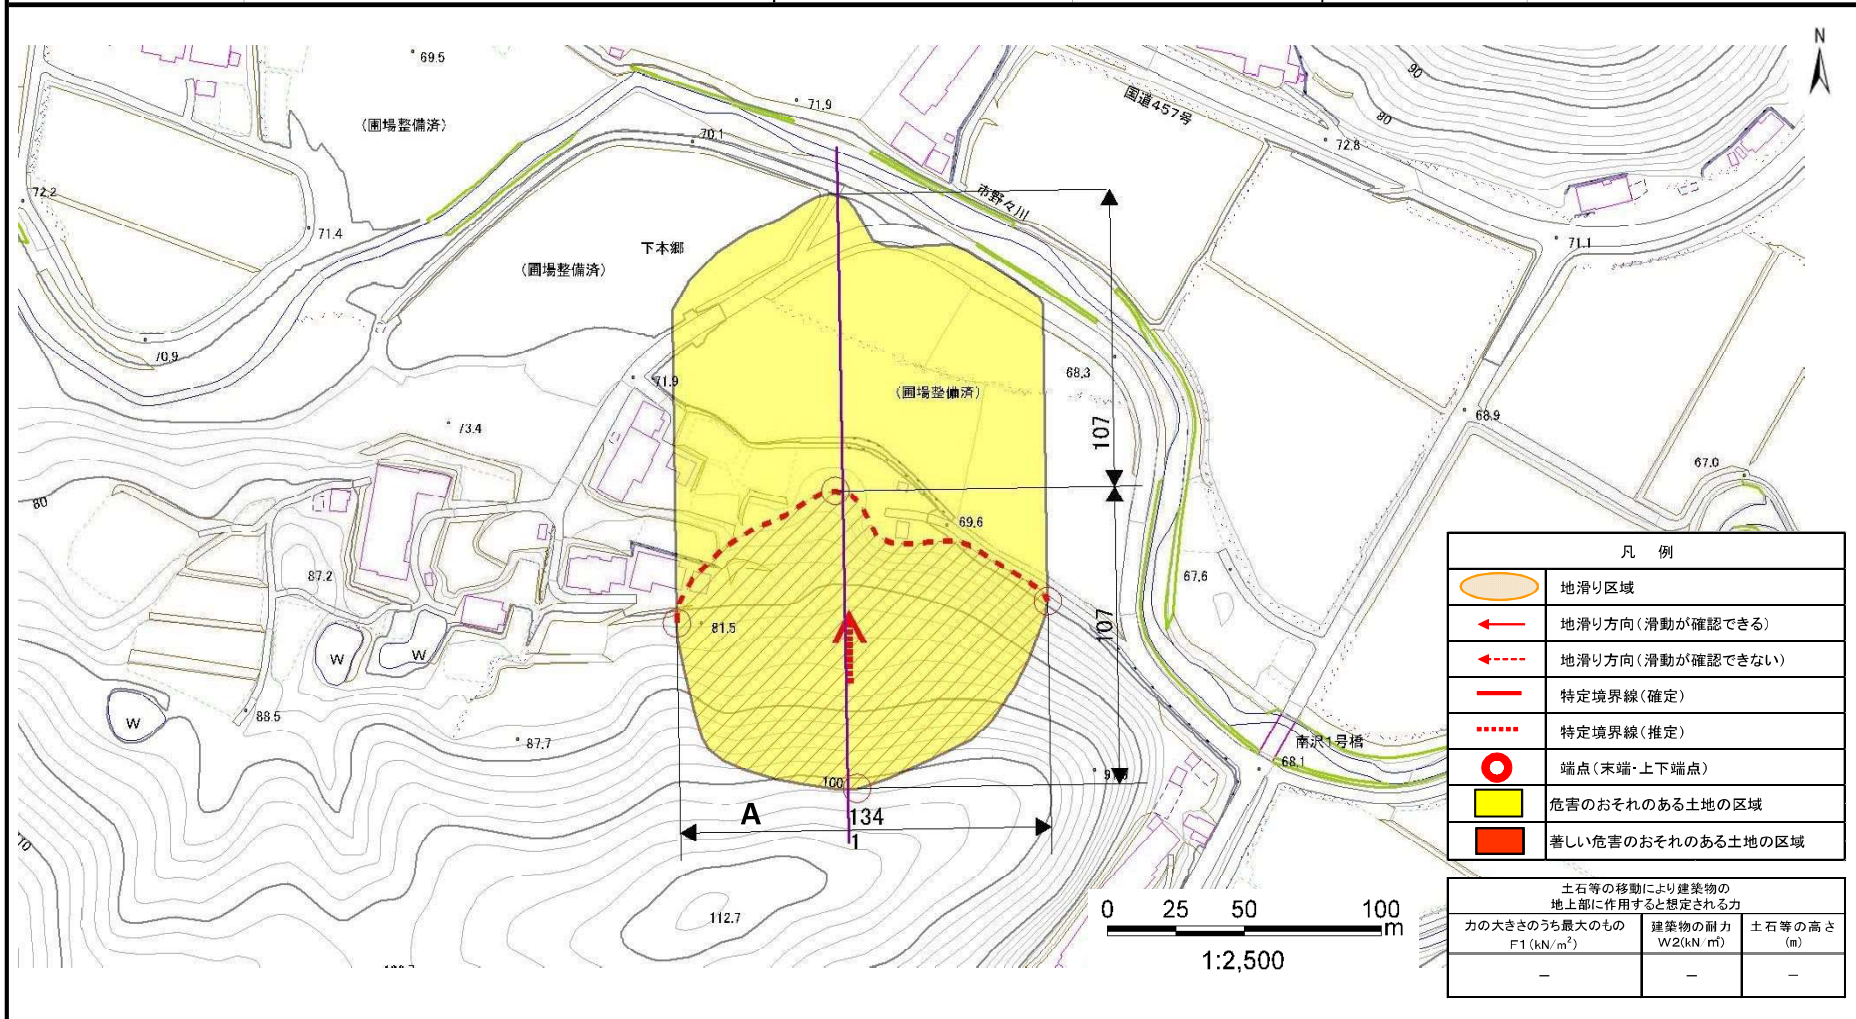 N
69.5
(圃場整備済)
71.9
70.1
国道457号
90
80
72.8
72.2
71.4
市野々川
下本郷
(圃場整備済)
71.1
70.9
71.9
68.3
(圃場整備済)
73.4
107
68.9
67.0
80
69.6
87.2
67.6
107
81.5
W
W
W
88.5
87.7
南沢1号橋
68.1
100
A
134
1
70
112.7
0 25 50 100
m
1:2,500
凡 例
地滑り区域
地滑り方向(滑動が確認できる)
地滑り方向(滑動が確認できない)
特定境界線(確定)
特定境界線(推定)
端点(末端・上下端点)
危害のおそれのある土地の区域
著しい危害のおそれのある土地の区域
土石等の移動により建築物の
地上部に作用すると想定される力
力の大きさのうち最大のもの
F1(kN/m²)
建築物の耐力
W2(kN/㎡)
土石等の高さ
(m)
－ － －